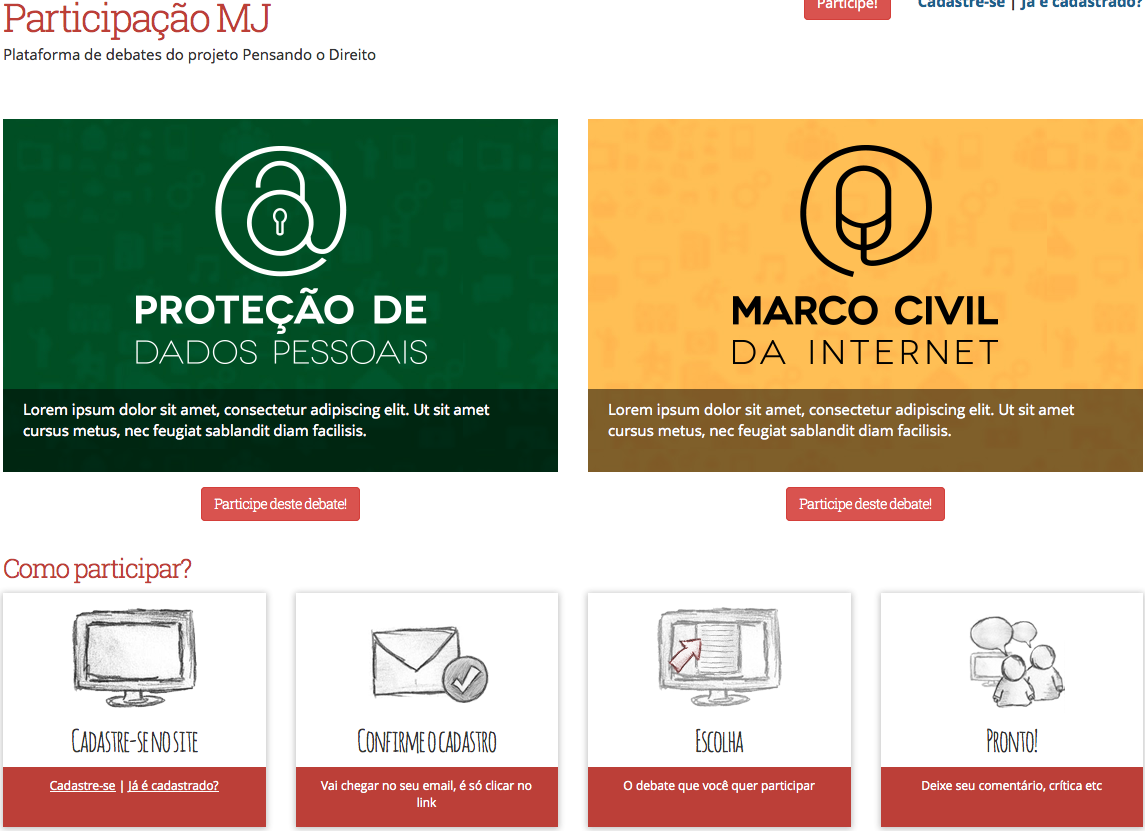 Participação MJ
Participe!
Cadastre-se | Já é cadastrado?
Plataforma de debates do projeto Pensando o Direito
PROTEÇÃO DE
DADOS PESSOAIS
Lorem ipsum dolor sit amet, consectetur adipiscing elit. Ut sit amet
cursus metus, nec feugiat sablandit diam facilisis.
Participe deste debate!
MARCO CIVIL
DA INTERNET
Lorem ipsum dolor sit amet, consectetur adipiscing elit. Ut sit amet
cursus metus, nec feugiat sablandit diam facilisis.
Participe deste debate!
Como participar?
CADASTRE-SE NO SITE
Cadastre-se | Já é cadastrado?
CONFIRME O CADASTRO
Vai chegar no seu email, é só clicar no
link
ESCOLHA
O debate que você quer participar
PRONTO!
Deixe seu comentário, crítica etc